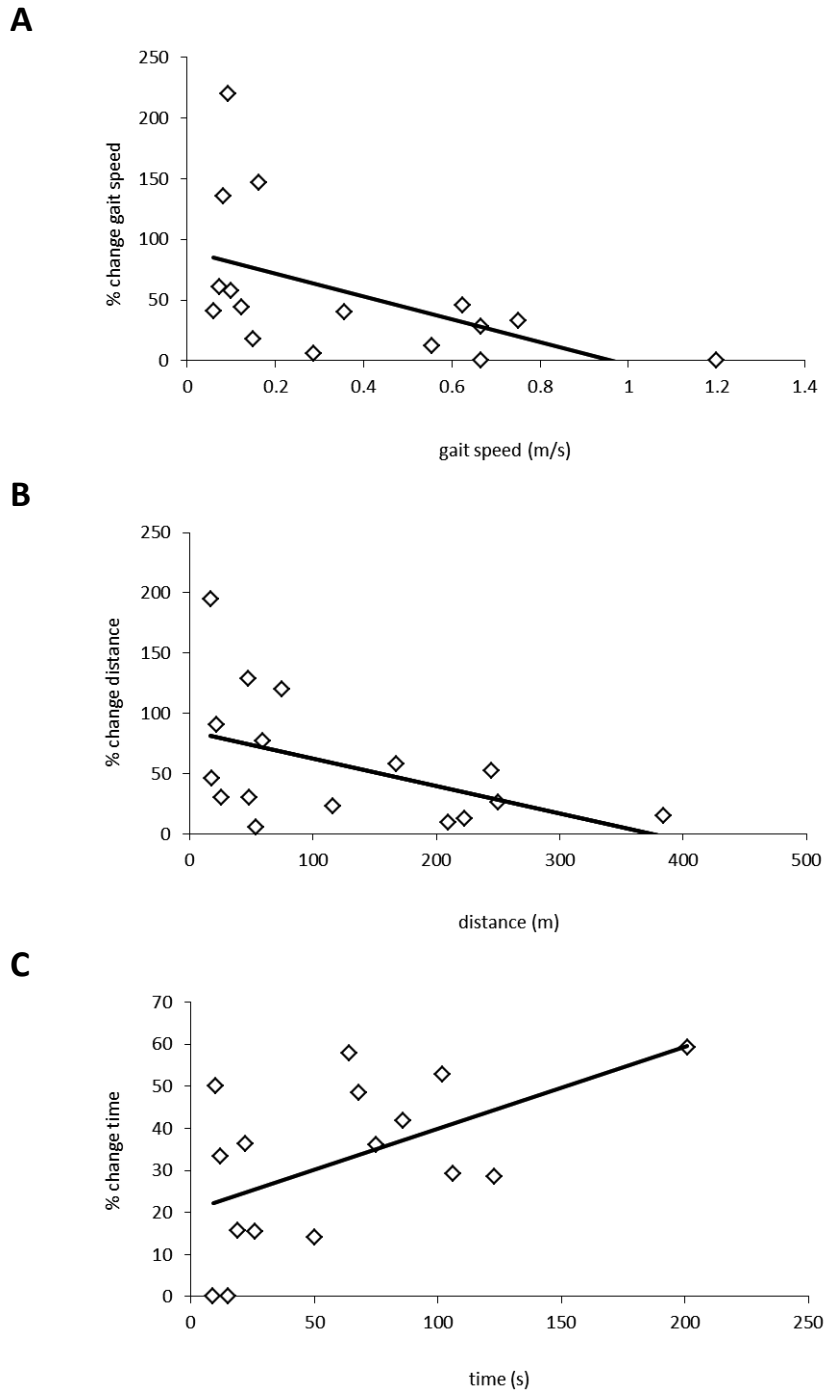 A
250
200
150
100
50
0
% change gait speed
0 0.2 0.4 0.6 0.8 1 1.2 1.4
gait speed (m/s)
B
250
200
150
100
50
0
% change distance
0 100 200 300 400 500
distance (m)
C
70
60
50
40
30
20
10
0
% change time
0 50 100 150 200 250
time (s)